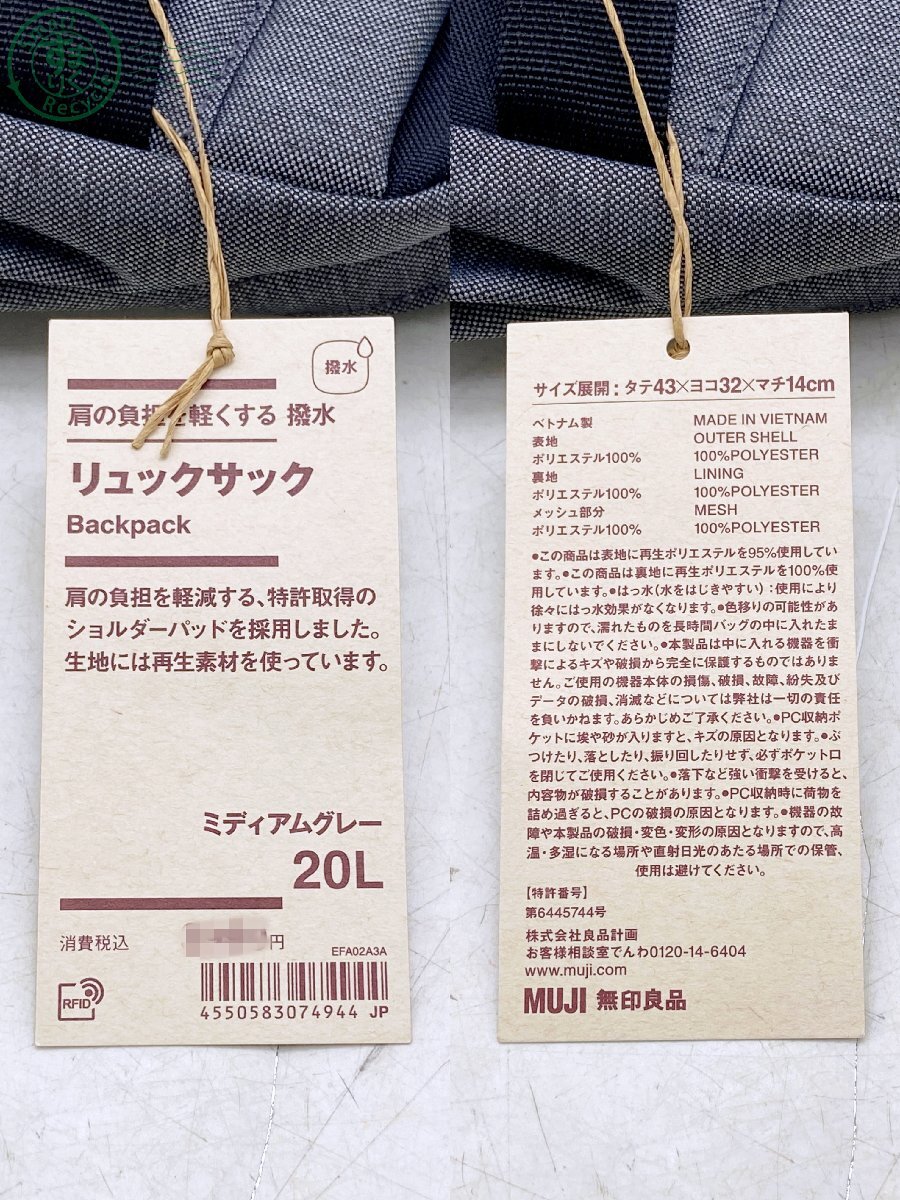 Recycle
撥水
肩の負担を軽くする 撥水
リュックサック
Backpack
肩の負担を軽減する、特許取得の
ショルダーパッドを採用しました。
生地には再生素材を使っています。
ミディアムグレー
20L
消費税込
円
EFA02A3A
RFID
4550583074944 JP
サイズ展開:タテ43×ヨコ32×マチ14cm
ベトナム製 MADE IN VIETNAM
表地 OUTER SHELL
ポリエステル100% 100%POLYESTER
裏地 LINING
ポリエステル100% 100%POLYESTER
メッシュ部分 MESH
ポリエステル100% 100%POLYESTER
●この商品は表地に再生ポリエステルを95%使用してい
ます。●この商品は裏地に再生ポリエステルを100%使
用しています。●はっ水(水をはじきやすい):使用により
徐々にはっ水効果がなくなります。●色移りの可能性があ
りますので、濡れたものを長時間バッグの中に入れたま
まにしないでください。●本製品は中に入れる機器を衝
撃によるキズや破損から完全に保護するものではありま
せん。ご使用の機器本体の損傷、破損、故障、紛失及び
データの破損、消滅などについては弊社は一切の責任
を負いかねます。あらかじめご了承ください。●PC収納ポ
ケットに埃や砂が入りますと、キズの原因となります。●ぶ
つけたり、落としたり、振り回したりせず、必ずポケット口
を閉じてご使用ください。●落下など強い衝撃を受けると、
内容物が破損することがあります。●PC収納時に荷物を
詰め過ぎると、PCの破損の原因となります。●機器の故
障や本製品の破損・変色・変形の原因となりますので、高
温・多湿になる場所や直射日光のあたる場所での保管、
使用は避けてください。
【特許番号】
第6445744号
株式会社良品計画
お客様相談室でんわ0120-14-6404
www.muji.com
MUJI 無印良品